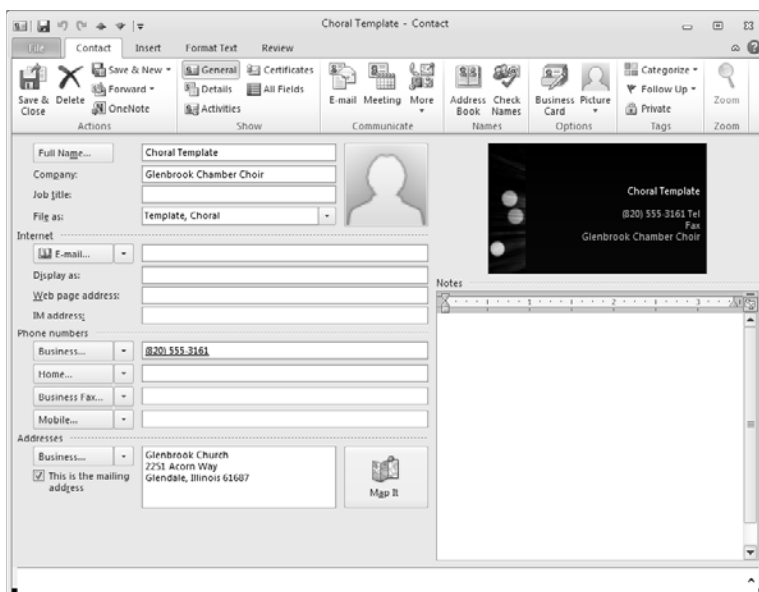 Choral Template - Contact
File Contact Insert Format Text Review
Save & Close
Delete
Save & New
Forward
OneNote
Actions
General
Details
Activities
Certificates
All Fields
Show
E-mail
Meeting
More
Communicate
Address Book
Check Names
Names
Business Card
Picture
Options
Categorize
Follow Up
Private
Tags
Zoom
Zoom
Full Name... Choral Template
Company: Glenbrook Chamber Choir
Job title:
File as: Template, Choral
Internet
E-mail...
Display as:
Web page address:
IM address:
Phone numbers
Business... (820) 555-3161
Home...
Business Fax...
Mobile...
Addresses
Business...
This is the mailing address
Glenbrook Church
2251 Acorn Way
Glendale, Illinois 61687
Map It
Choral Template
(820) 555-3161 Tel
Fax
Glenbrook Chamber Choir
Notes
1 2 3